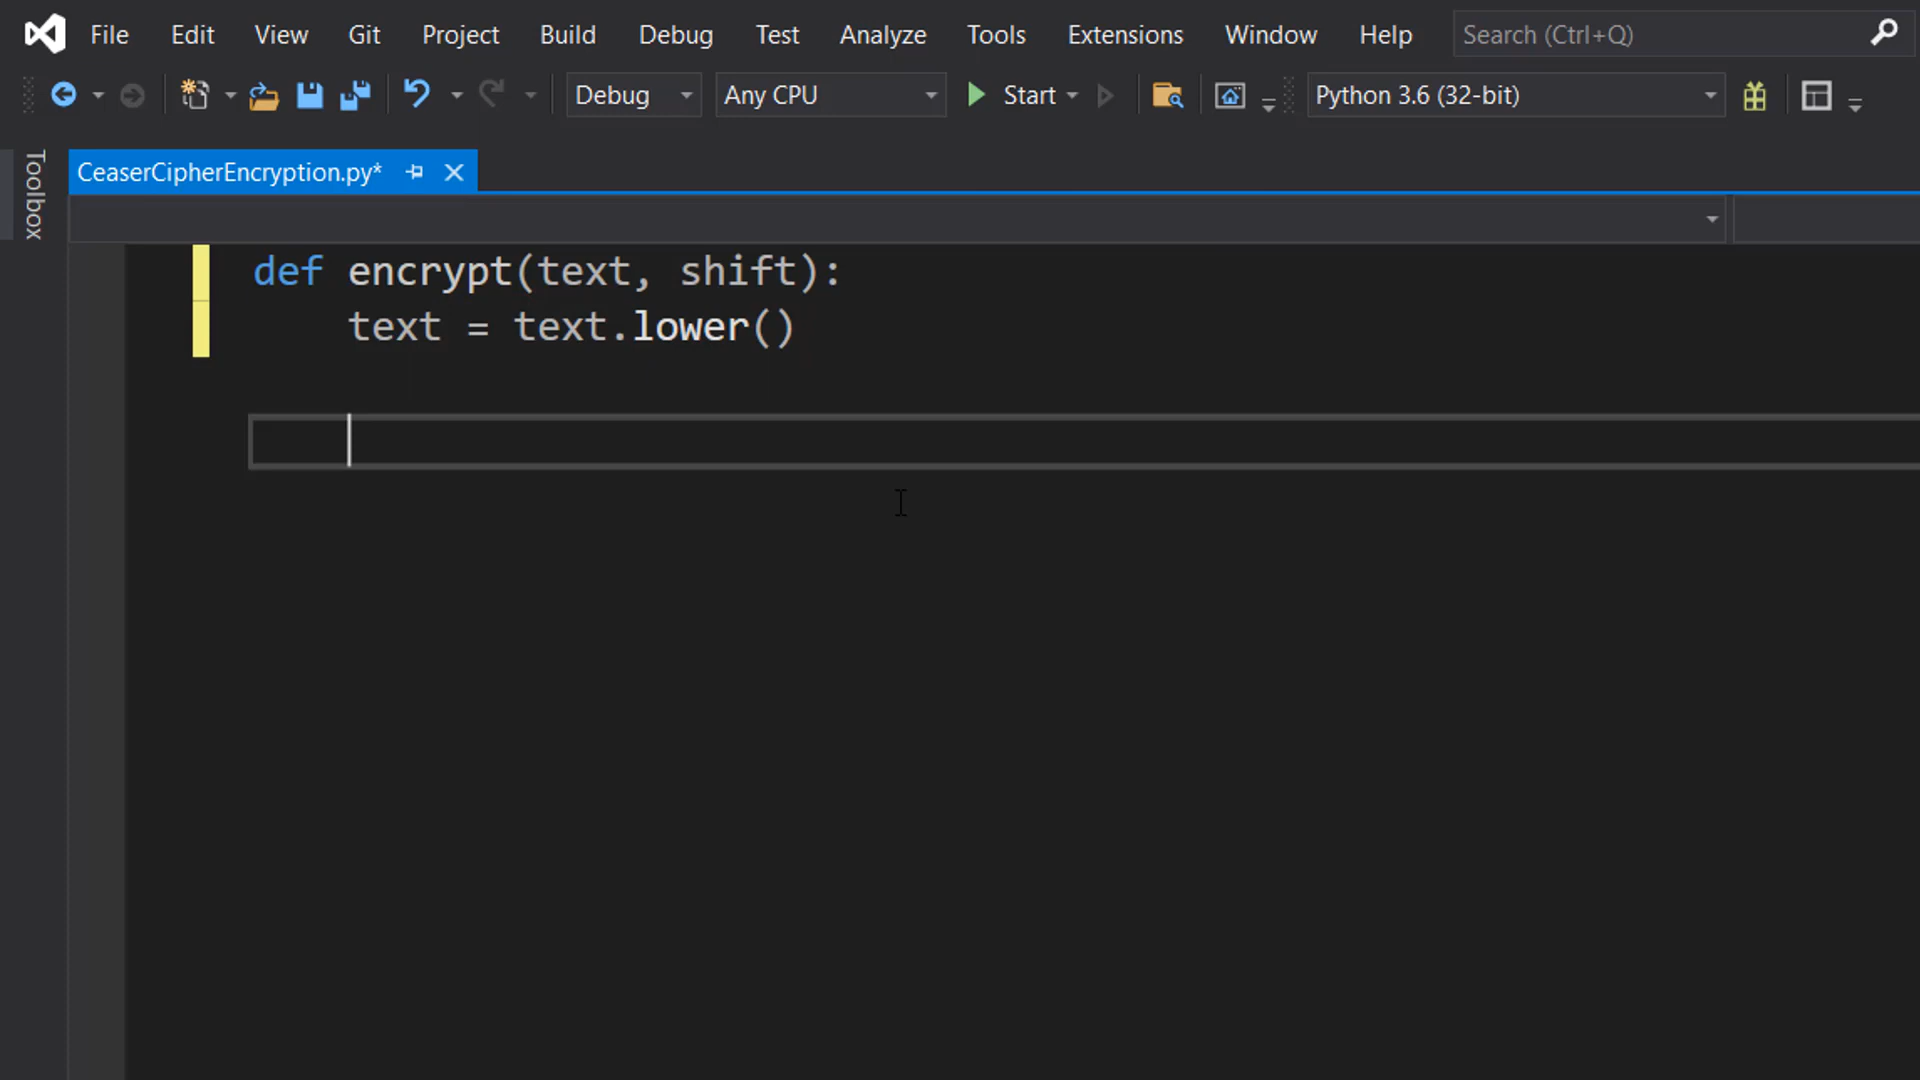 File Edit View Git Project Build Debug Test Analyze Tools Extensions Window Help Search (Ctrl+Q)
Debug Any CPU Start Python 3.6 (32-bit)
Toolbox
CeaserCipherEncryption.py*
def encrypt(text, shift):
text = text.lower()